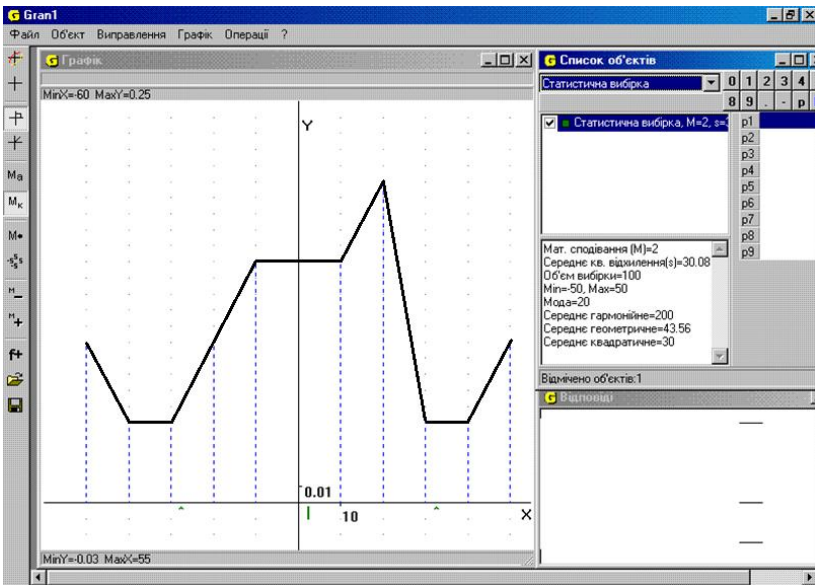 Gran1
Файл Об'єкт Виправлення Графік Операції ?
Графік
MinX=-60 MaxY=0.25
Y
0.01
10
X
MinY=-0.03 MaxX=55
Ma
Mк
M•
M
M+
f+
Список об'єктів
Статистична вибірка
0 1 2 3 4
8 9 . - p
Статистична вибірка, M=2, s=
p1
p2
p3
p4
p5
p6
p7
p8
p9
Мат. сподівання (M)=2
Середнє кв. відхилення(s)=30.08
Об'єм вибірки=100
Min=-50, Max=50
Мода=20
Середнє гармонійне=200
Середнє геометричне=43.56
Середнє квадратичне=30
Відмічено об'єктів:1
Відповіді